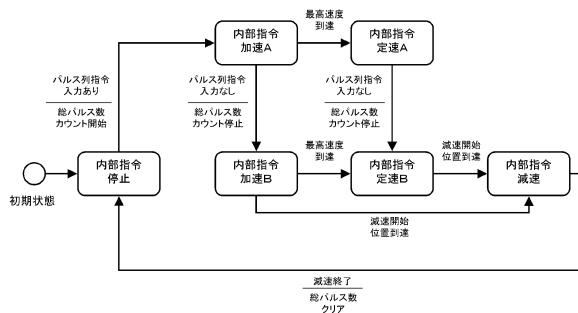 内部指令
加速A
最高速度
到達
内部指令
定速A
パルス列指令
入力あり
総パルス数
カウント開始
パルス列指令
入力なし
総パルス数
カウント停止
パルス列指令
入力なし
総パルス数
カウント停止
初期状態
内部指令
停止
内部指令
加速B
最高速度
到達
内部指令
定速B
減速開始
位置到達
内部指令
減速
減速開始
位置到達
減速終了
総パルス数
クリア